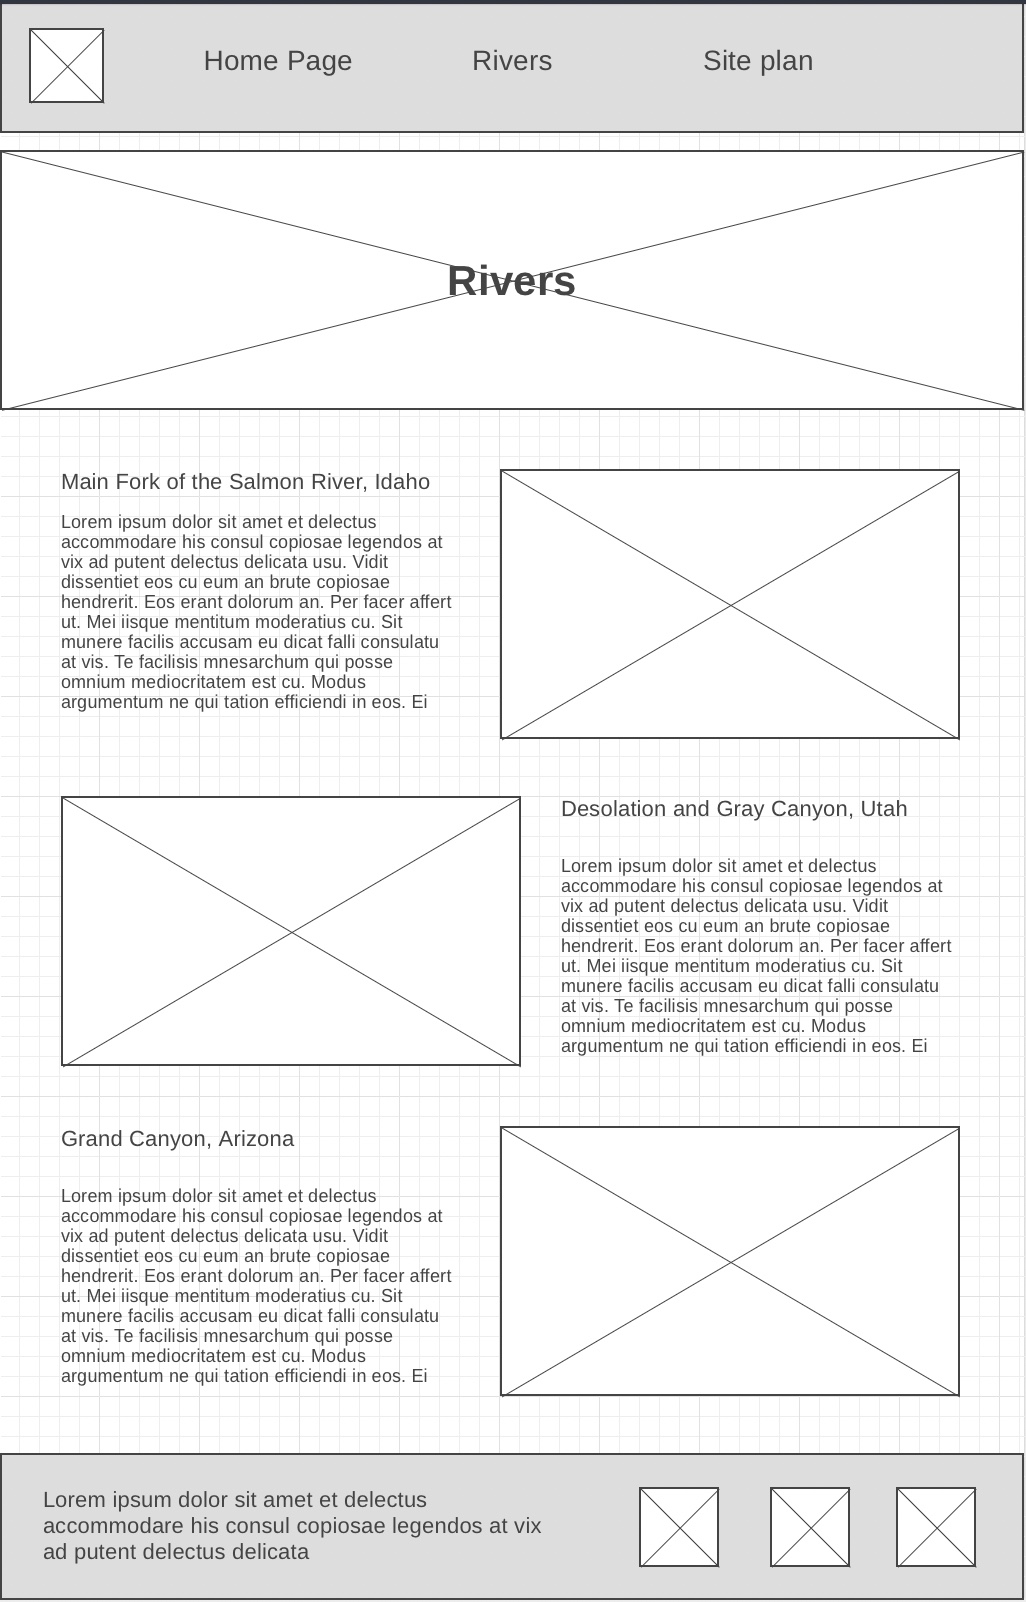 Home Page Rivers Site plan
Rivers
Main Fork of the Salmon River, Idaho
Lorem ipsum dolor sit amet et delectus
accommodare his consul copiosae legendos at
vix ad putent delectus delicata usu. Vidit
dissentiet eos cu eum an brute copiosae
hendrerit. Eos erant dolorum an. Per facer affert
ut. Mei iisque mentitum moderatius cu. Sit
munere facilis accusam eu dicat falli consulatu
at vis. Te facilisis mnesarchum qui posse
omnium mediocritatem est cu. Modus
argumentum ne qui tation efficiendi in eos. Ei
Desolation and Gray Canyon, Utah
Lorem ipsum dolor sit amet et delectus
accommodare his consul copiosae legendos at
vix ad putent delectus delicata usu. Vidit
dissentiet eos cu eum an brute copiosae
hendrerit. Eos erant dolorum an. Per facer affert
ut. Mei iisque mentitum moderatius cu. Sit
munere facilis accusam eu dicat falli consulatu
at vis. Te facilisis mnesarchum qui posse
omnium mediocritatem est cu. Modus
argumentum ne qui tation efficiendi in eos. Ei
Grand Canyon, Arizona
Lorem ipsum dolor sit amet et delectus
accommodare his consul copiosae legendos at
vix ad putent delectus delicata usu. Vidit
dissentiet eos cu eum an brute copiosae
hendrerit. Eos erant dolorum an. Per facer affert
ut. Mei iisque mentitum moderatius cu. Sit
munere facilis accusam eu dicat falli consulatu
at vis. Te facilisis mnesarchum qui posse
omnium mediocritatem est cu. Modus
argumentum ne qui tation efficiendi in eos. Ei
Lorem ipsum dolor sit amet et delectus
accommodare his consul copiosae legendos at vix
ad putent delectus delicata